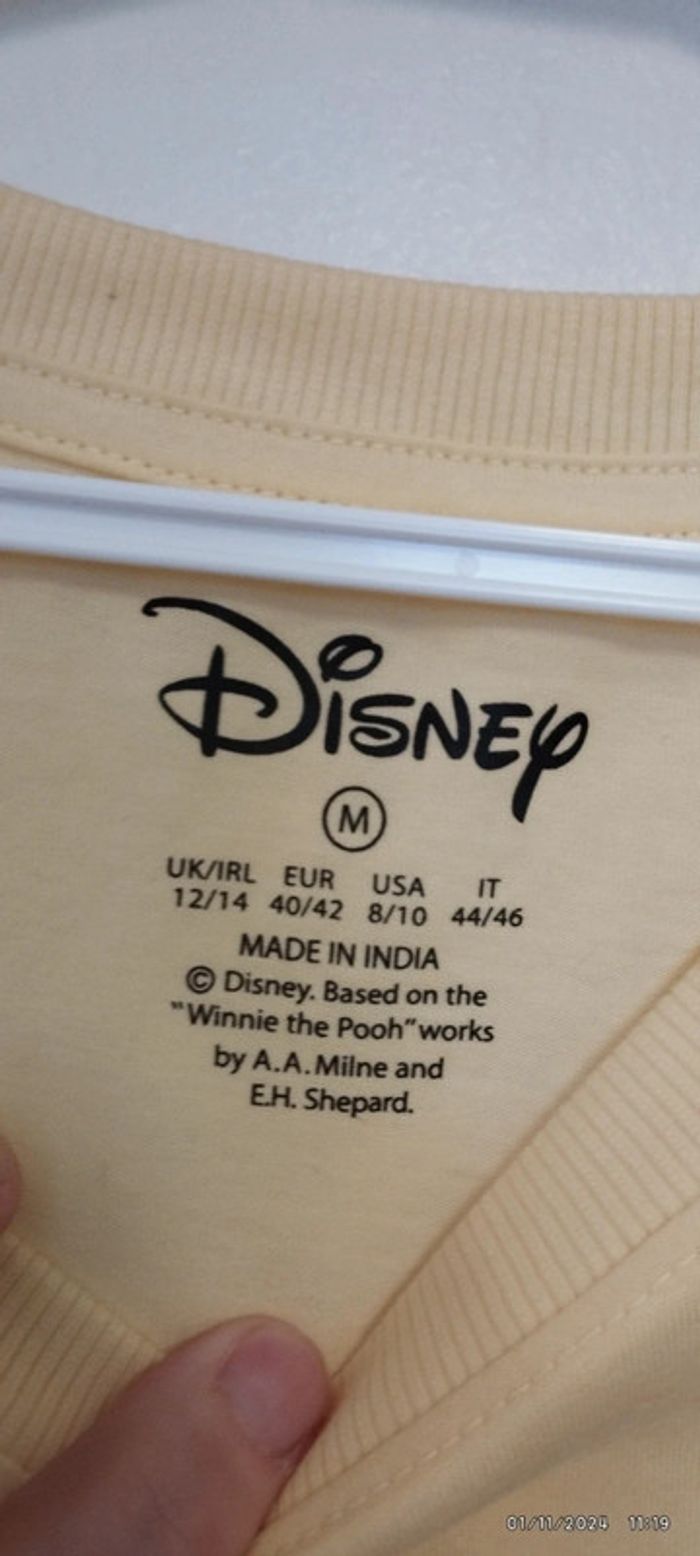 Disney
M
UK/IRL EUR USA IT
12/14 40/42 8/10 44/46
MADE IN INDIA
© Disney. Based on the
"Winnie the Pooh" works
by A.A. Milne and
E.H. Shepard.
01/11/2024 11:19